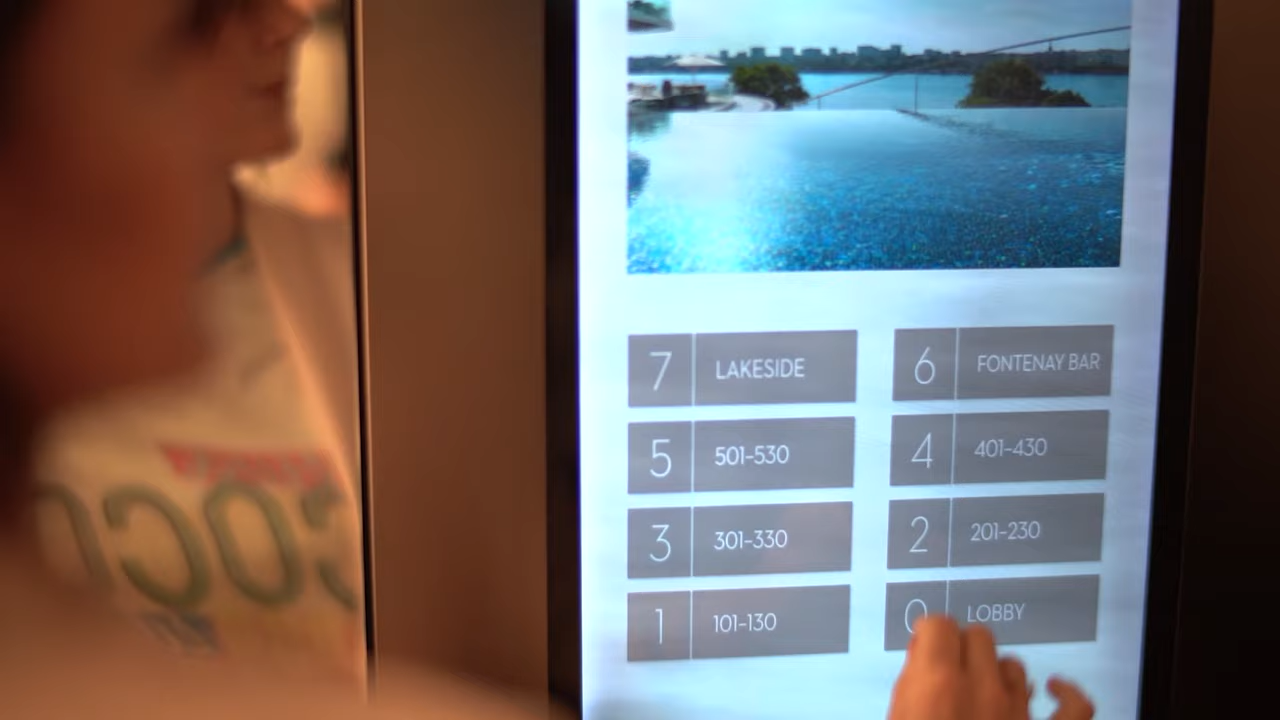 7 LAKESIDE
6 FONTENAY BAR
5 501-530
4 401-430
3 301-330
2 201-230
1 101-130
0 LOBBY